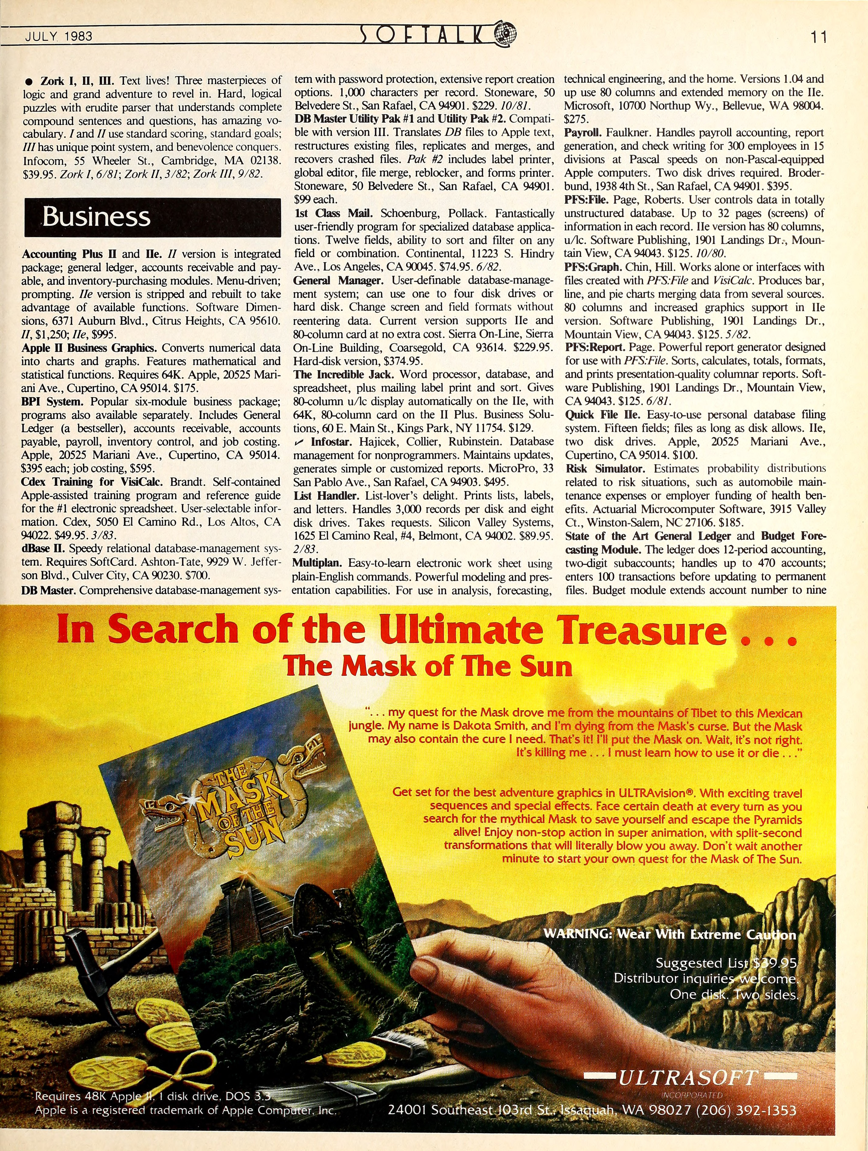 JULY 1983
SOFTALK
11
● Zork I, II, III. Text lives! Three masterpieces of
logic and grand adventure to revel in. Hard, logical
puzzles with erudite parser that understands complete
compound sentences and questions, has amazing vo-
cabulary. I and II use standard scoring, standard goals;
III has unique point system, and benevolence conquers.
Infocom, 55 Wheeler St., Cambridge, MA 02138.
$39.95. Zork I, 6/81; Zork II, 3/82; Zork III, 9/82.
Business
Accounting Plus II and IIe. II version is integrated
package; general ledger, accounts receivable and pay-
able, and inventory-purchasing modules. Menu-driven;
prompting. IIe version is stripped and rebuilt to take
advantage of available functions. Software Dimen-
sions, 6371 Auburn Blvd., Citrus Heights, CA 95610.
II, $1,250; IIe, $995.
Apple II Business Graphics. Converts numerical data
into charts and graphs. Features mathematical and
statistical functions. Requires 64K. Apple, 20525 Mari-
ani Ave., Cupertino, CA 95014. $175.
BPI System. Popular six-module business package;
programs also available separately. Includes General
Ledger (a bestseller), accounts receivable, accounts
payable, payroll, inventory control, and job costing.
Apple, 20525 Mariani Ave., Cupertino, CA 95014.
$395 each; job costing, $595.
Cdex Training for VisiCalc. Brandt. Self-contained
Apple-assisted training program and reference guide
for the #1 electronic spreadsheet. User-selectable infor-
mation. Cdex, 5050 El Camino Rd., Los Altos, CA
94022. $49.95. 3/83.
dBase II. Speedy relational database-management sys-
tem. Requires SoftCard. Ashton-Tate, 9929 W. Jeffer-
son Blvd., Culver City, CA 90230. $700.
DB Master. Comprehensive database-management sys-
tem with password protection, extensive report creation
options. 1,000 characters per record. Stoneware, 50
Belvedere St., San Rafael, CA 94901. $229. 10/81.
DB Master Utility Pak #1 and Utility Pak #2. Compati-
ble with version III. Translates DB files to Apple text,
restructures existing files, replicates and merges, and
recovers crashed files. Pak #2 includes label printer,
global editor, file merge, reblocker, and forms printer.
Stoneware, 50 Belvedere St., San Rafael, CA 94901.
$99 each.
1st Class Mail. Schoenburg, Pollack. Fantastically
user-friendly program for specialized database applica-
tions. Twelve fields, ability to sort and filter on any
field or combination. Continental, 11223 S. Hindry
Ave., Los Angeles, CA 90045. $74.95. 6/82.
General Manager. User-definable database-manage-
ment system; can use one to four disk drives or
hard disk. Change screen and field formats without
reentering data. Current version supports IIe and
80-column card at no extra cost. Sierra On-Line, Sierra
On-Line Building, Coarsegold, CA 93614. $229.95.
Hard-disk version, $374.95.
The Incredible Jack. Word processor, database, and
spreadsheet, plus mailing label print and sort. Gives
80-column u/lc display automatically on the IIe, with
64K, 80-column card on the II Plus. Business Solu-
tions, 60 E. Main St., Kings Park, NY 11754. $129.
✓ Infostar. Hajicek, Collier, Rubinstein. Database
management for nonprogrammers. Maintains updates,
generates simple or customized reports. MicroPro, 33
San Pablo Ave., San Rafael, CA 94903. $495.
List Handler. List-lover's delight. Prints lists, labels,
and letters. Handles 3,000 records per disk and eight
disk drives. Takes requests. Silicon Valley Systems,
1625 El Camino Real, #4, Belmont, CA 94002. $89.95.
2/83.
Multiplan. Easy-to-learn electronic work sheet using
plain-English commands. Powerful modeling and pres-
entation capabilities. For use in analysis, forecasting,
technical engineering, and the home. Versions 1.04 and
up use 80 columns and extended memory on the IIe.
Microsoft, 10700 Northup Wy., Bellevue, WA 98004.
$275.
Payroll. Faulkner. Handles payroll accounting, report
generation, and check writing for 300 employees in 15
divisions at Pascal speeds on non-Pascal-equipped
Apple computers. Two disk drives required. Broder-
bund, 1938 4th St., San Rafael, CA 94901. $395.
PFS:File. Page, Roberts. User controls data in totally
unstructured database. Up to 32 pages (screens) of
information in each record. IIe version has 80 columns,
u/lc. Software Publishing, 1901 Landings Dr., Moun-
tain View, CA 94043. $125. 10/80.
PFS:Graph. Chin, Hill. Works alone or interfaces with
files created with PFS:File and VisiCalc. Produces bar,
line, and pie charts merging data from several sources.
80 columns and increased graphics support in IIe
version. Software Publishing, 1901 Landings Dr.,
Mountain View, CA 94043. $125. 5/82.
PFS:Report. Page. Powerful report generator designed
for use with PFS:File. Sorts, calculates, totals, formats,
and prints presentation-quality columnar reports. Soft-
ware Publishing, 1901 Landings Dr., Mountain View,
CA 94043. $125. 6/81.
Quick File IIe. Easy-to-use personal database filing
system. Fifteen fields; files as long as disk allows. IIe,
two disk drives. Apple, 20525 Mariani Ave.,
Cupertino, CA 95014. $100.
Risk Simulator. Estimates probability distributions
related to risk situations, such as automobile main-
tenance expenses or employer funding of health ben-
efits. Actuarial Microcomputer Software, 3915 Valley
Ct., Winston-Salem, NC 27106. $185.
State of the Art General Ledger and Budget Fore-
casting Module. The ledger does 12-period accounting,
two-digit subaccounts; handles up to 470 accounts;
enters 100 transactions before updating to permanent
files. Budget module extends account number to nine
In Search of the Ultimate Treasure . . .
The Mask of The Sun
". . . my quest for the Mask drove me from the mountains of Tibet to this Mexican
jungle. My name is Dakota Smith, and I'm dying from the Mask's curse. But the Mask
may also contain the cure I need. That's it! I'll put the Mask on. Wait, it's not right.
It's killing me . . . I must learn how to use it or die . . ."
THE
MASK
OF THE
SUN
Get set for the best adventure graphics in ULTRAvision®. With exciting travel
sequences and special effects. Face certain death at every turn as you
search for the mythical Mask to save yourself and escape the Pyramids
alive! Enjoy non-stop action in super animation, with split-second
transformations that will literally blow you away. Don't wait another
minute to start your own quest for the Mask of The Sun.
WARNING: Wear With Extreme Caution
Suggested List $39.95
Distributor inquiries welcome.
One disk. Two sides.
ULTRASOFT
INCORPORATED
24001 Southeast 103rd St., Issaquah, WA 98027 (206) 392-1353
Requires 48K Apple II, 1 disk drive, DOS 3.3
Apple is a registered trademark of Apple Computer, Inc.